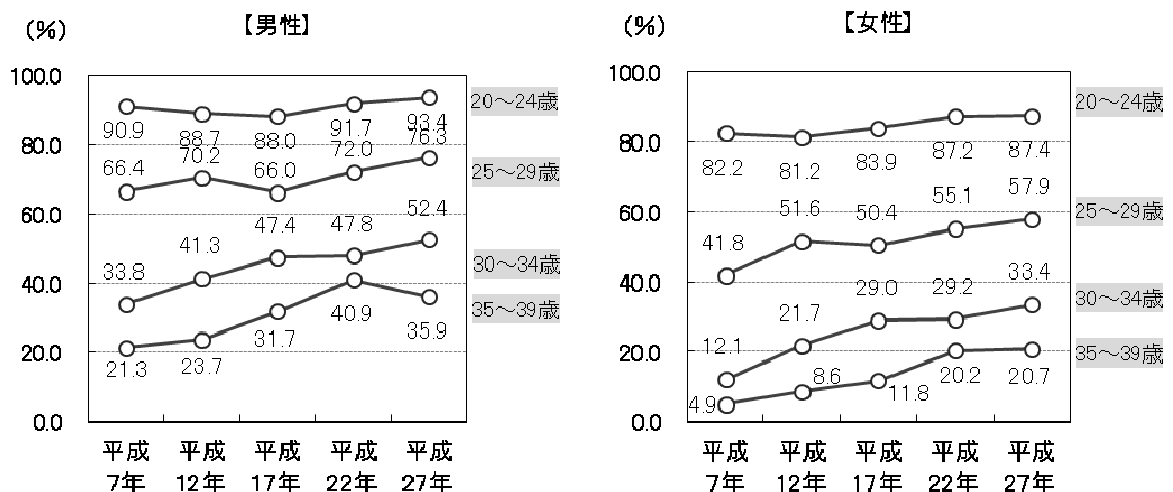 【男性】
(%)
100.0
80.0
60.0
40.0
20.0
0.0
90.9 88.7 88.0 91.7 93.4
66.4 70.2 66.0 72.0 76.3
33.8 41.3 47.4 47.8 52.4
21.3 23.7 31.7 40.9 35.9
20～24歳
25～29歳
30～34歳
35～39歳
平成 平成 平成 平成 平成
7年 12年 17年 22年 27年
【女性】
(%)
100.0
80.0
60.0
40.0
20.0
0.0
82.2 81.2 83.9 87.2 87.4
41.8 51.6 50.4 55.1 57.9
12.1 21.7 29.0 29.2 33.4
4.9 8.6 11.8 20.2 20.7
20～24歳
25～29歳
30～34歳
35～39歳
平成 平成 平成 平成 平成
7年 12年 17年 22年 27年